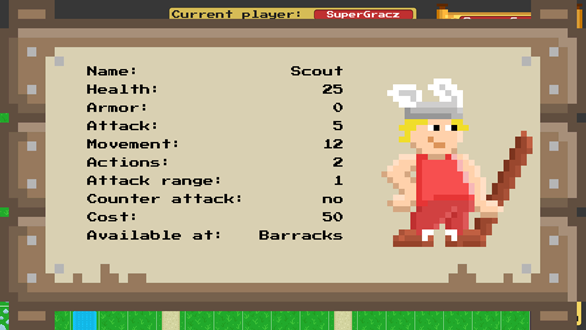 Current player: SuperGracz
Name: Scout
Health: 25
Armor: 0
Attack: 5
Movement: 12
Actions: 2
Attack range: 1
Counter attack: no
Cost: 50
Available at: Barracks